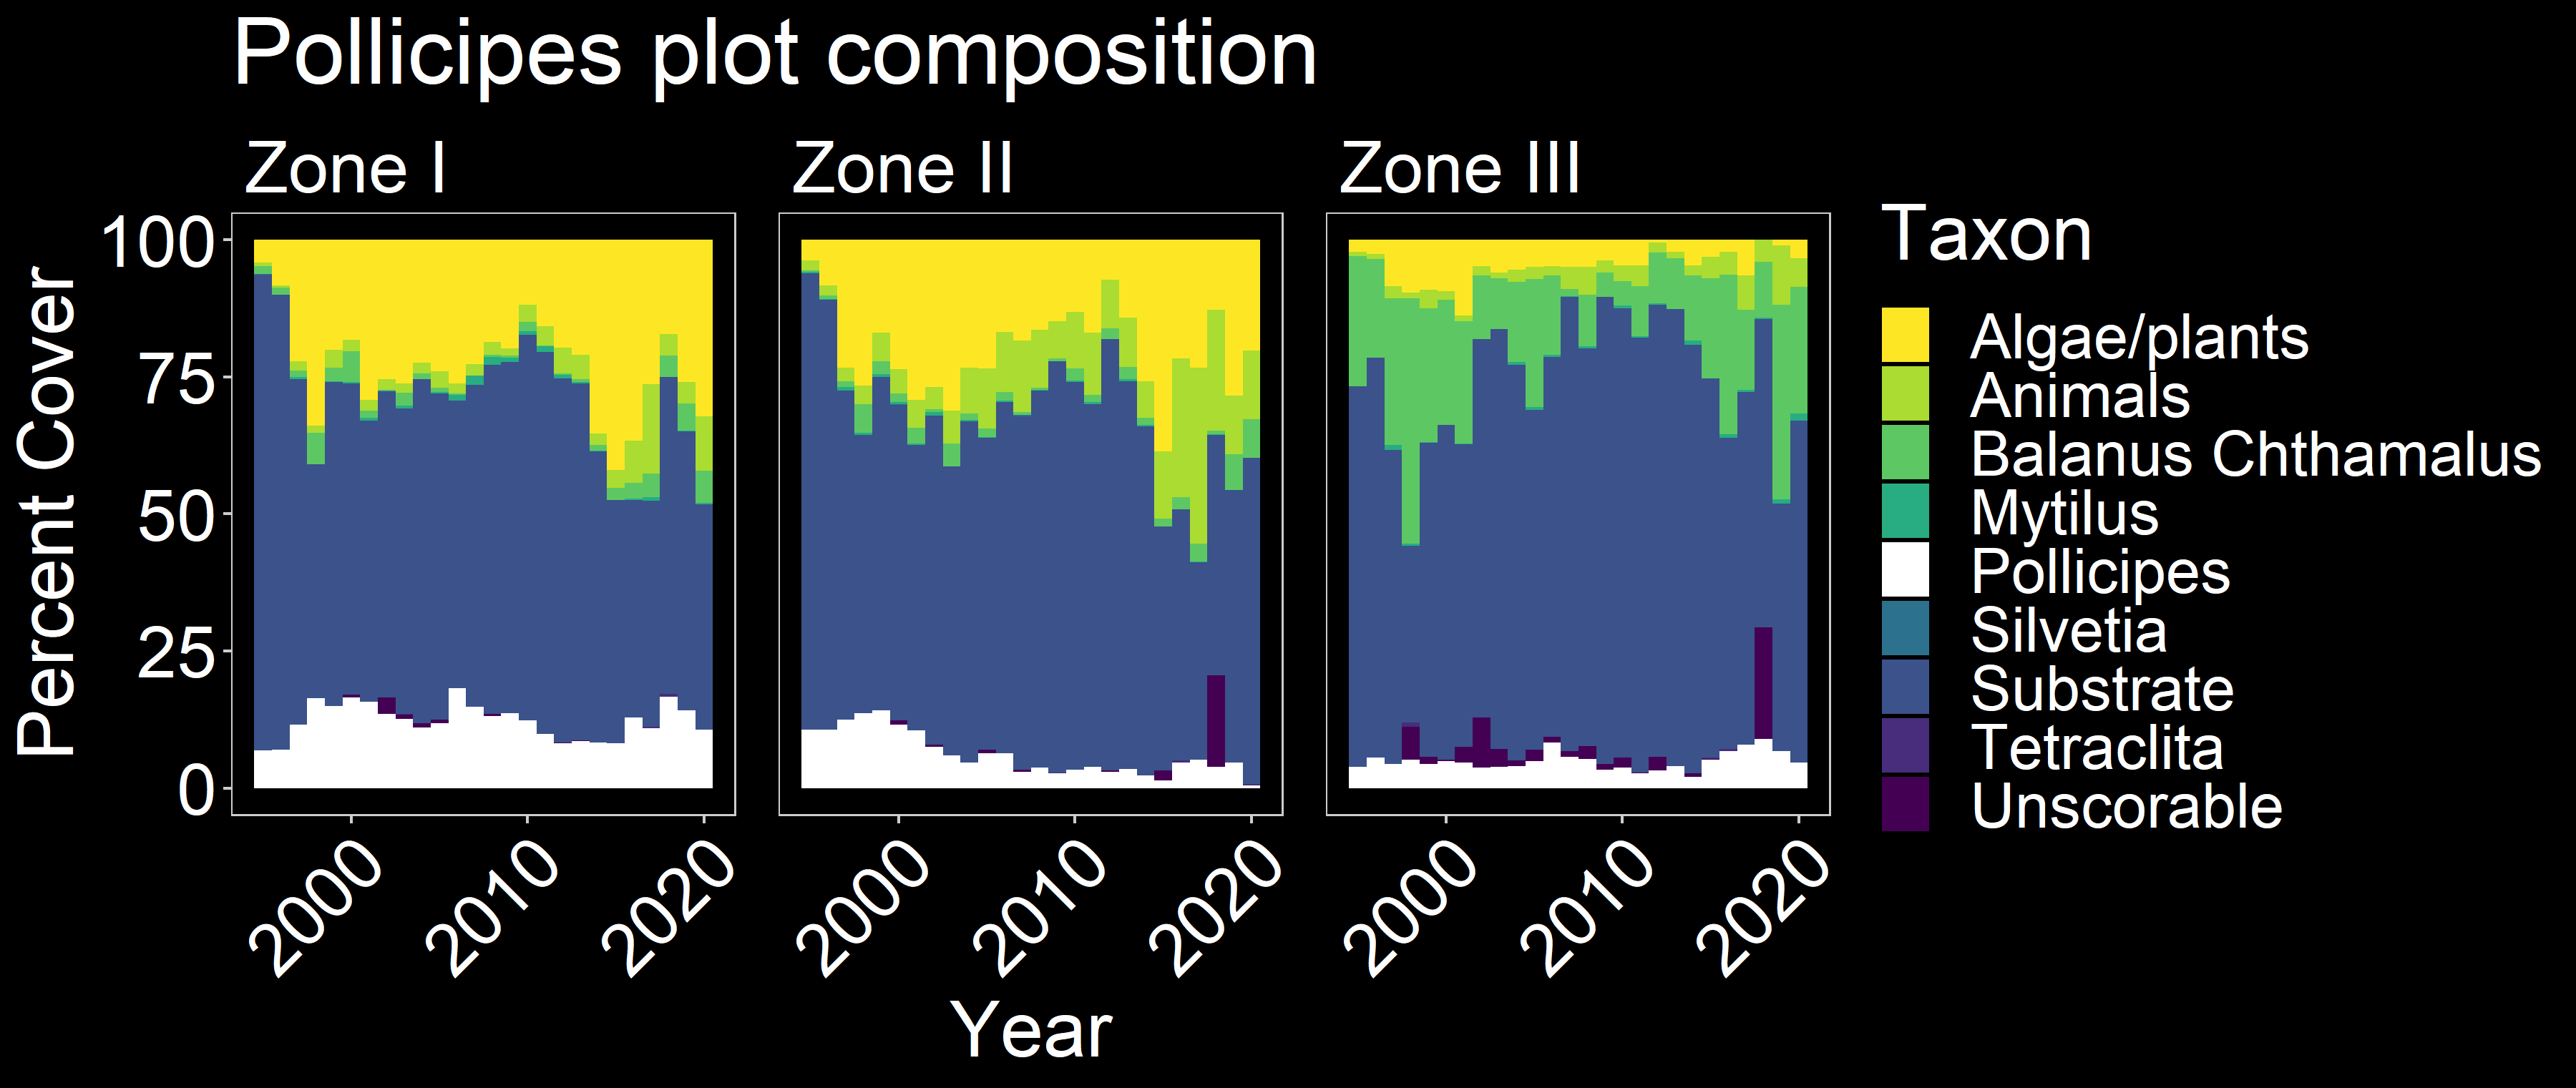 Pollicipes plot composition
Zone I
Zone II
Zone III
Percent Cover
100
75
50
25
0
2000
2010
2020
2000
2010
2020
2000
2010
2020
Year
Taxon
Algae/plants
Animals
Balanus Chthamalus
Mytilus
Pollicipes
Silvetia
Substrate
Tetraclita
Unscorable